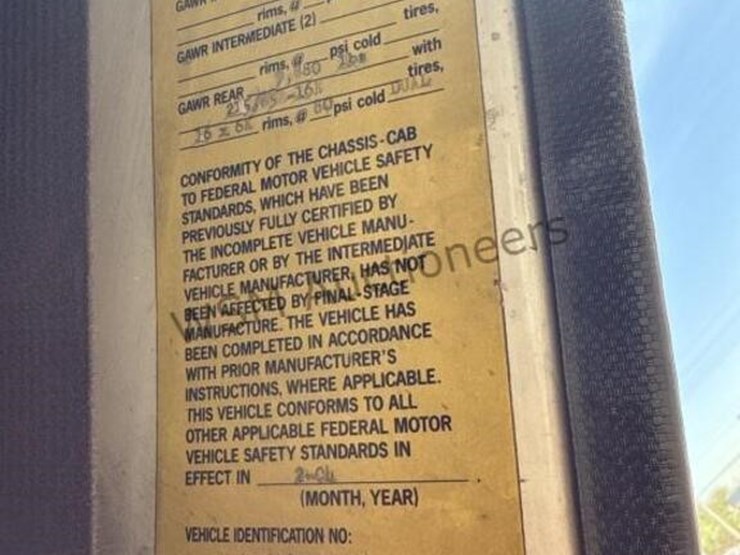 GAWR
rims, @
GAWR INTERMEDIATE (2) tires,
rims, @ psi cold
GAWR REAR with
tires,
rims, @ 80 psi cold DUAL
CONFORMITY OF THE CHASSIS-CAB
TO FEDERAL MOTOR VEHICLE SAFETY
STANDARDS, WHICH HAVE BEEN
PREVIOUSLY FULLY CERTIFIED BY
THE INCOMPLETE VEHICLE MANU-
FACTURER OR BY THE INTERMEDIATE
VEHICLE MANUFACTURER, HAS NOT
BEEN AFFECTED BY FINAL-STAGE
MANUFACTURE. THE VEHICLE HAS
BEEN COMPLETED IN ACCORDANCE
WITH PRIOR MANUFACTURER'S
INSTRUCTIONS, WHERE APPLICABLE.
THIS VEHICLE CONFORMS TO ALL
OTHER APPLICABLE FEDERAL MOTOR
VEHICLE SAFETY STANDARDS IN
EFFECT IN
(MONTH, YEAR)
VEHICLE IDENTIFICATION NO: